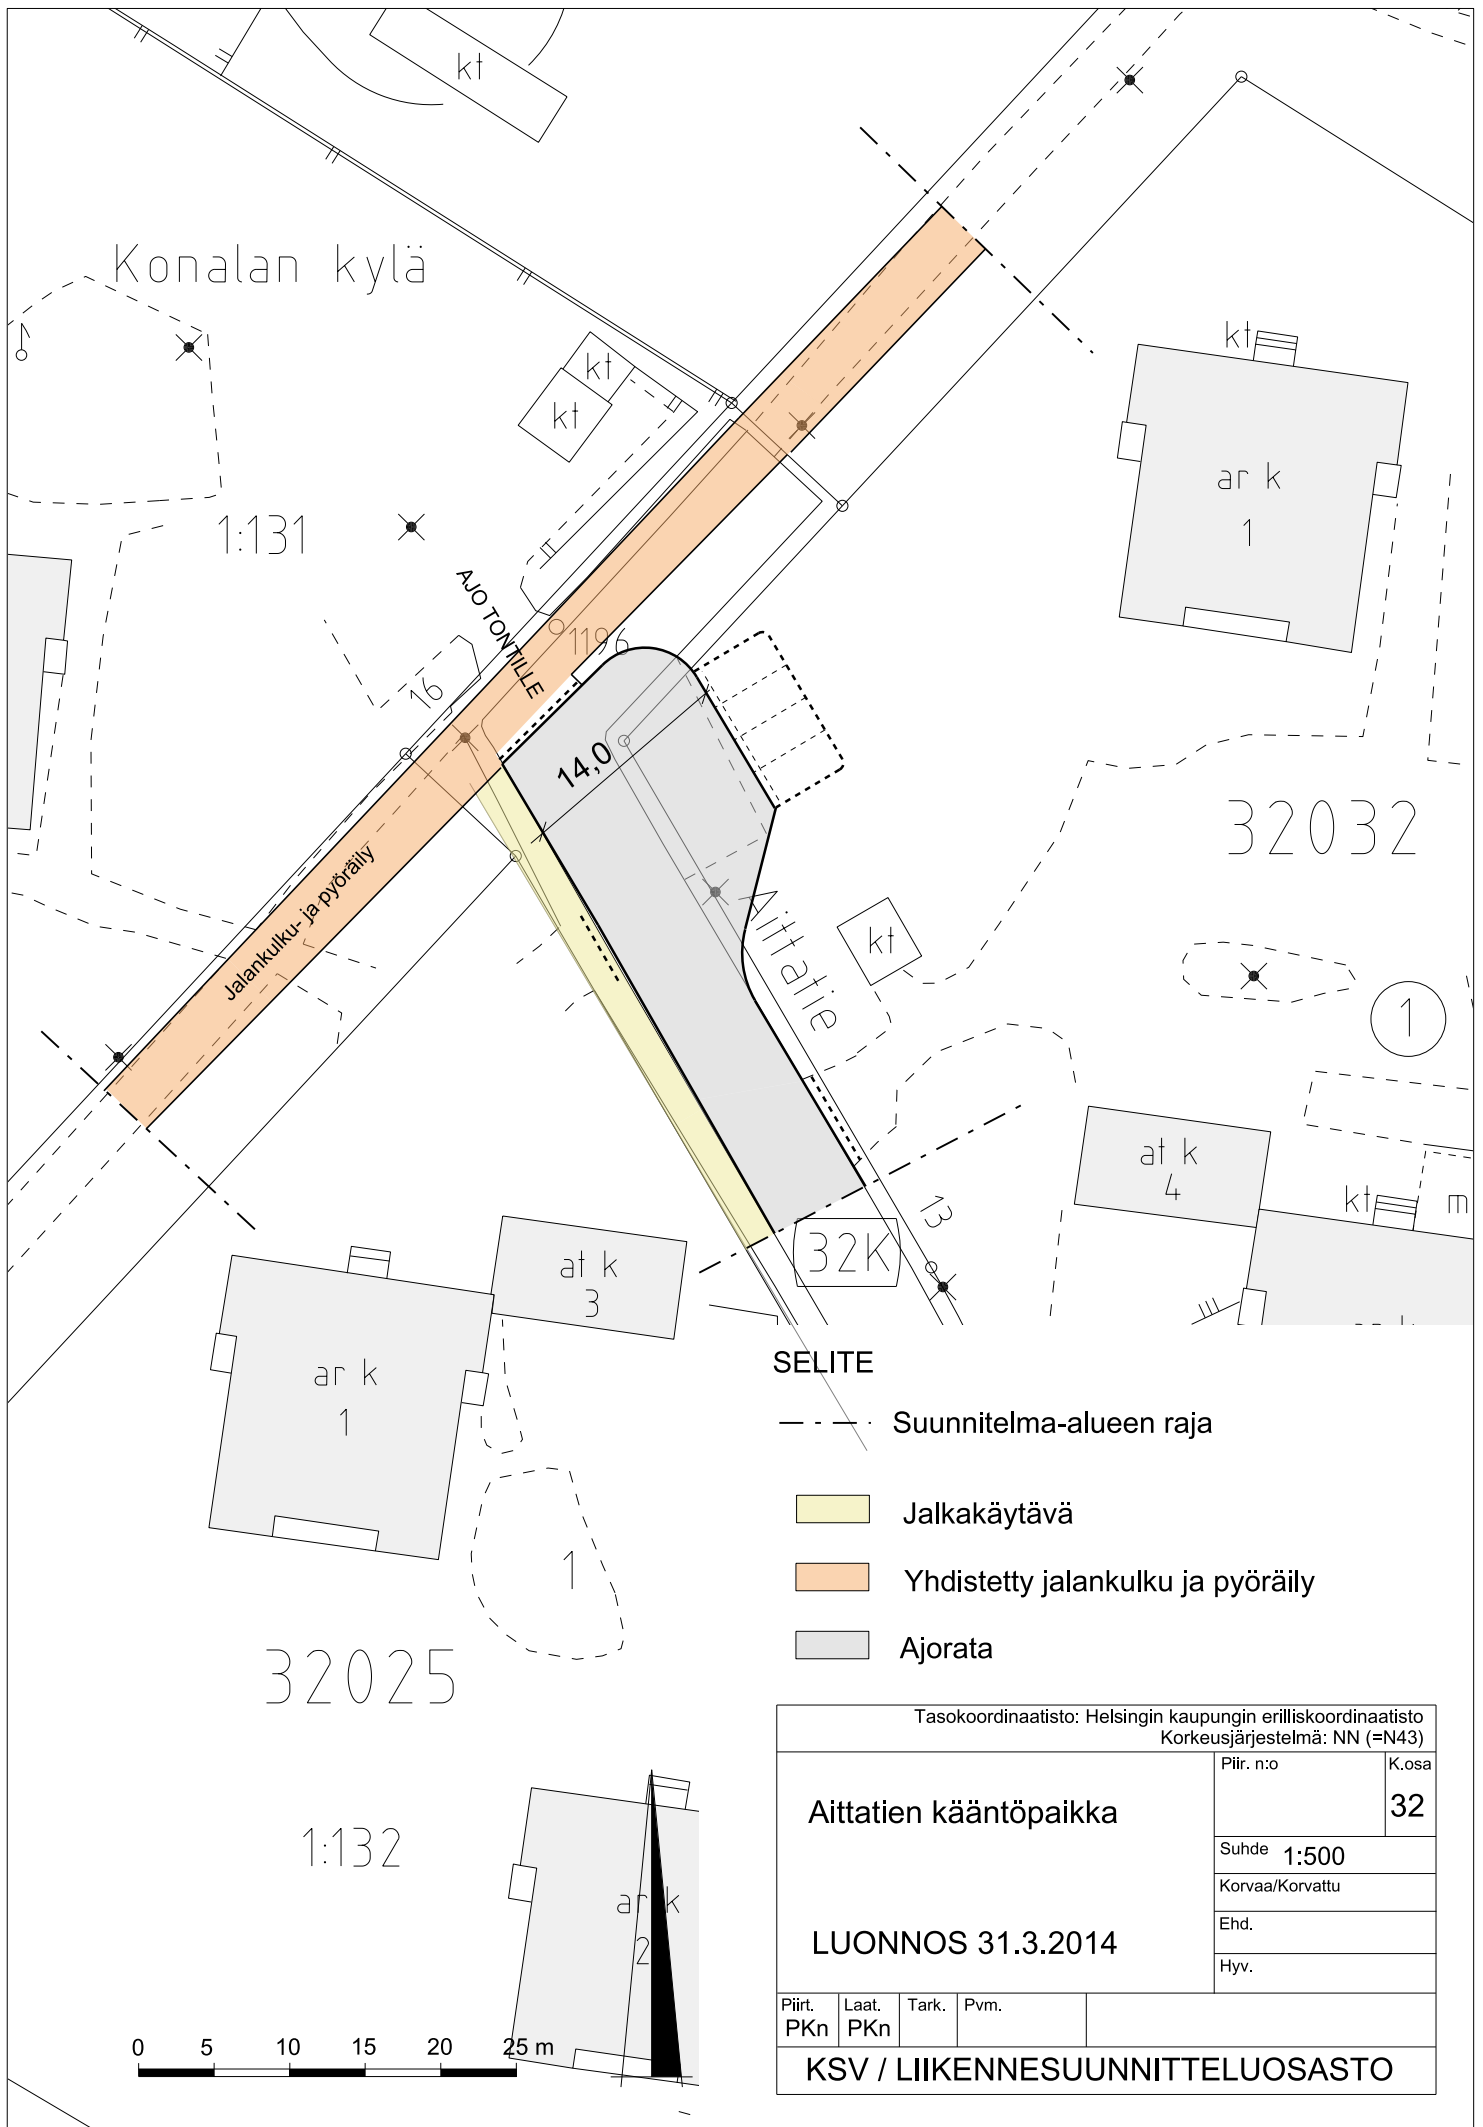 kt
Konalan kylä
kt
kt
kt
ar k
1
1:131
AJO TONTILLE
1196
16
14,0
32032
Jalankulku- ja pyöräily
Aittatie
kt
1
at k
4
kt
m
13
32K
at k
3
ar k
1
SELITE
Suunnitelma-alueen raja
Jalkakäytävä
1
Yhdistetty jalankulku ja pyöräily
Ajorata
32025
Tasokoordinaatisto: Helsingin kaupungin erilliskoordinaatisto
Korkeusjärjestelmä: NN (=N43)
Piir. n:o
K.osa
Aittatien kääntöpaikka
32
1:132
Suhde 1:500
Korvaa/Korvattu
ar k
2
Ehd.
LUONNOS 31.3.2014
Hyv.
Piirt. Laat. Tark. Pvm.
PKn PKn
0 5 10 15 20 25 m
KSV / LIIKENNESUUNNITTELUOSASTO